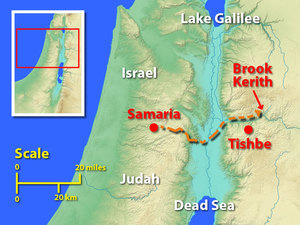 Lake Galilee
Israel
Brook
Kerith
Samaria
Tishbe
Scale
0 20 miles
0 20 km
Judah
Dead Sea